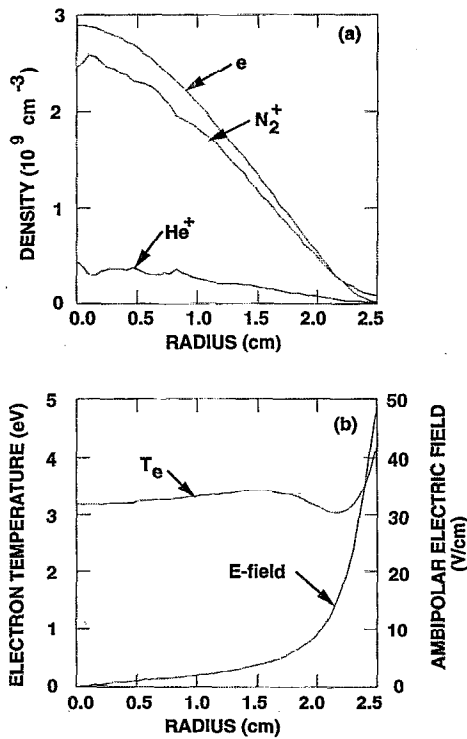 (a)
3
2
1
0
DENSITY (10⁹ cm⁻³)
e
N₂⁺
He⁺
0.0 0.5 1.0 1.5 2.0 2.5
RADIUS (cm)
(b)
5
4
3
2
1
0
ELECTRON TEMPERATURE (eV)
Tₑ
E-field
50
40
30
20
10
0
AMBIPOLAR ELECTRIC FIELD
(V/cm)
0.0 0.5 1.0 1.5 2.0 2.5
RADIUS (cm)